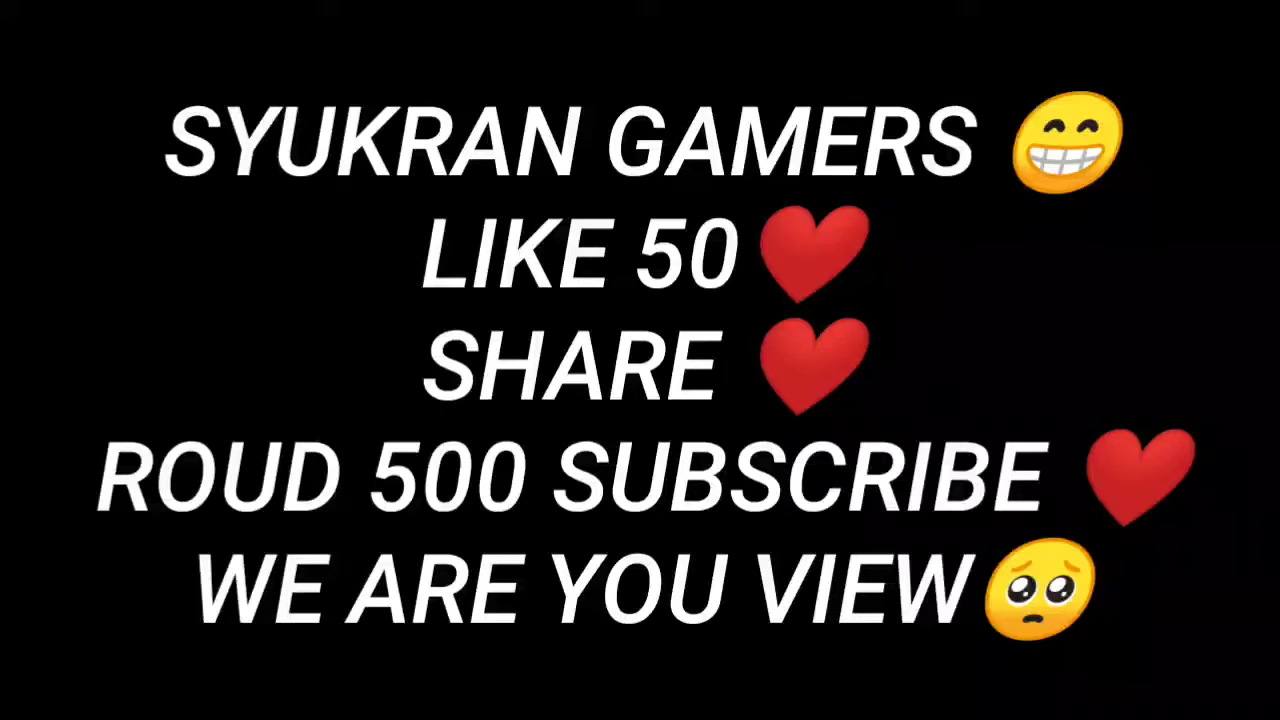 SYUKRAN GAMERS 😁
LIKE 50 ❤️
SHARE ❤️
ROUD 500 SUBSCRIBE ❤️
WE ARE YOU VIEW🥺